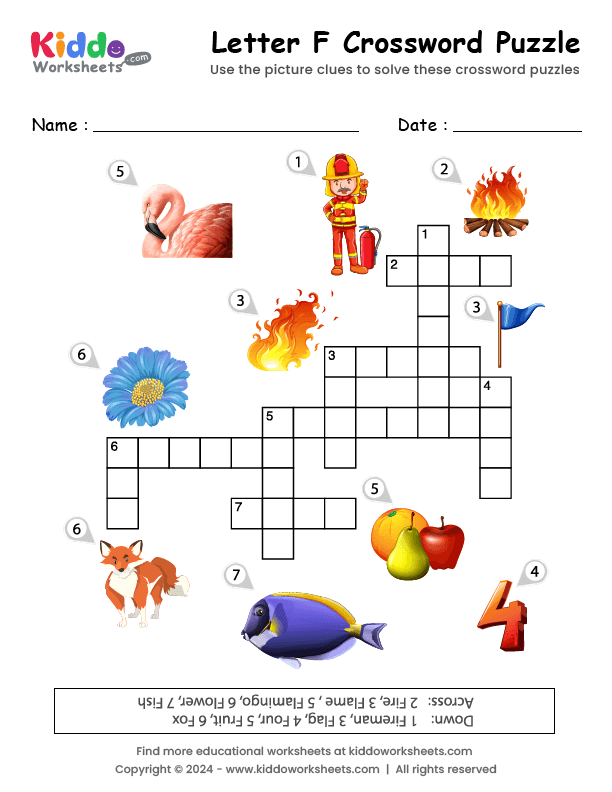 Kiddo
Worksheets.com
Letter F Crossword Puzzle
Use the picture clues to solve these crossword puzzles
Name :
Date :
5
1
2
1
2
3
3
3
6
4
5
6
5
7
6
7
4
Down: 1 Fireman, 3 Flag, 4 Four, 5 Fruit, 6 Fox
Across: 2 Fire, 3 Flame , 5 Flamingo, 6 Flower, 7 Fish
Find more educational worksheets at kiddoworksheets.com
Copyright © 2024 - www.kiddoworksheets.com | All rights reserved